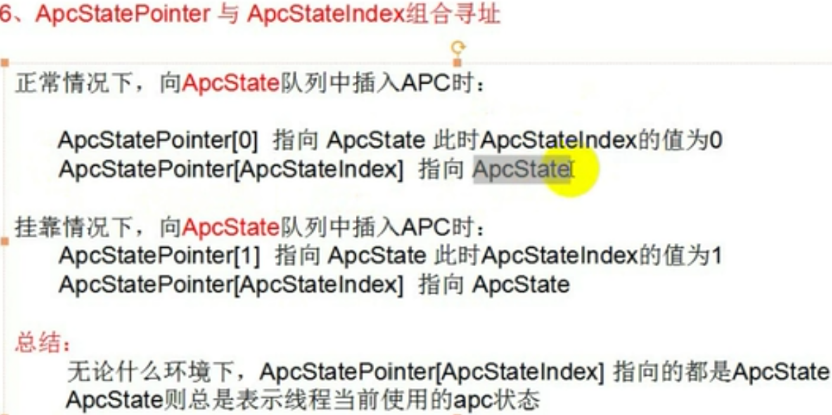 6、ApcStatePointer 与 ApcStateIndex组合寻址
正常情况下，向ApcState队列中插入APC时：
ApcStatePointer[0] 指向 ApcState 此时ApcStateIndex的值为0
ApcStatePointer[ApcStateIndex] 指向 ApcState
挂靠情况下，向ApcState队列中插入APC时：
ApcStatePointer[1] 指向 ApcState 此时ApcStateIndex的值为1
ApcStatePointer[ApcStateIndex] 指向 ApcState
总结：
无论什么环境下，ApcStatePointer[ApcStateIndex] 指向的都是ApcState
ApcState则总是表示线程当前使用的apc状态